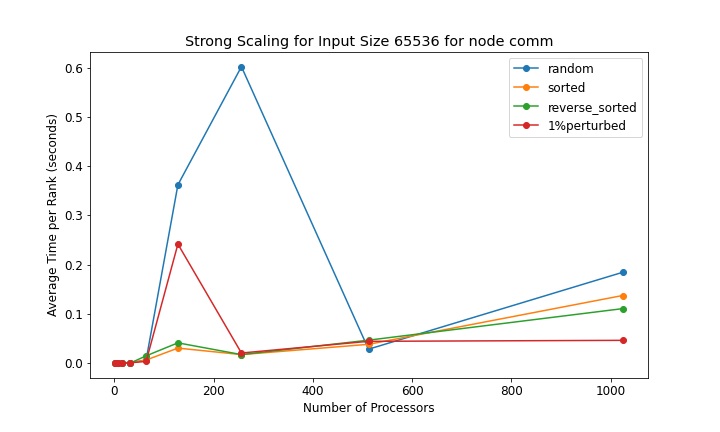 Strong Scaling for Input Size 65536 for node comm
random
sorted
reverse_sorted
1%perturbed
Average Time per Rank (seconds)
0.6
0.5
0.4
0.3
0.2
0.1
0.0
0 200 400 600 800 1000
Number of Processors